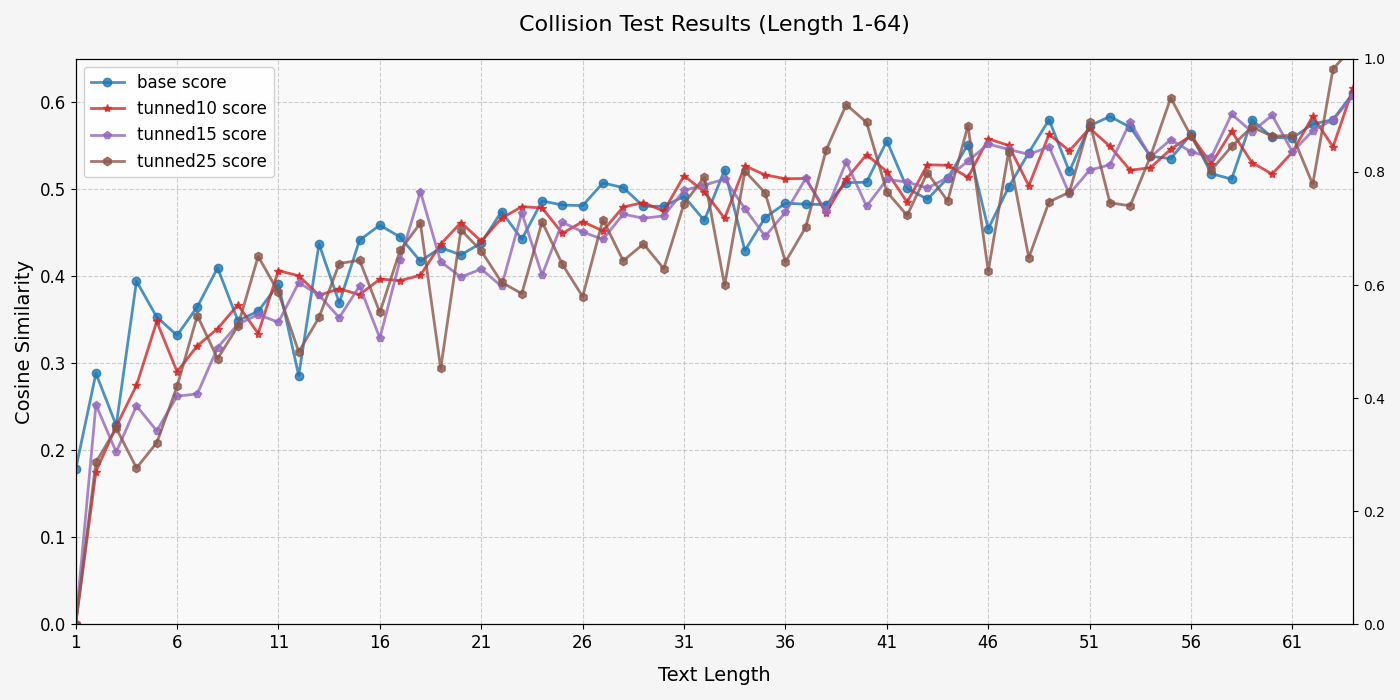 Collision Test Results (Length 1-64)
base score
tunned10 score
tunned15 score
tunned25 score
Cosine Similarity
0.6
0.5
0.4
0.3
0.2
0.1
0.0
1.0
0.8
0.6
0.4
0.2
0.0
1 6 11 16 21 26 31 36 41 46 51 56 61
Text Length